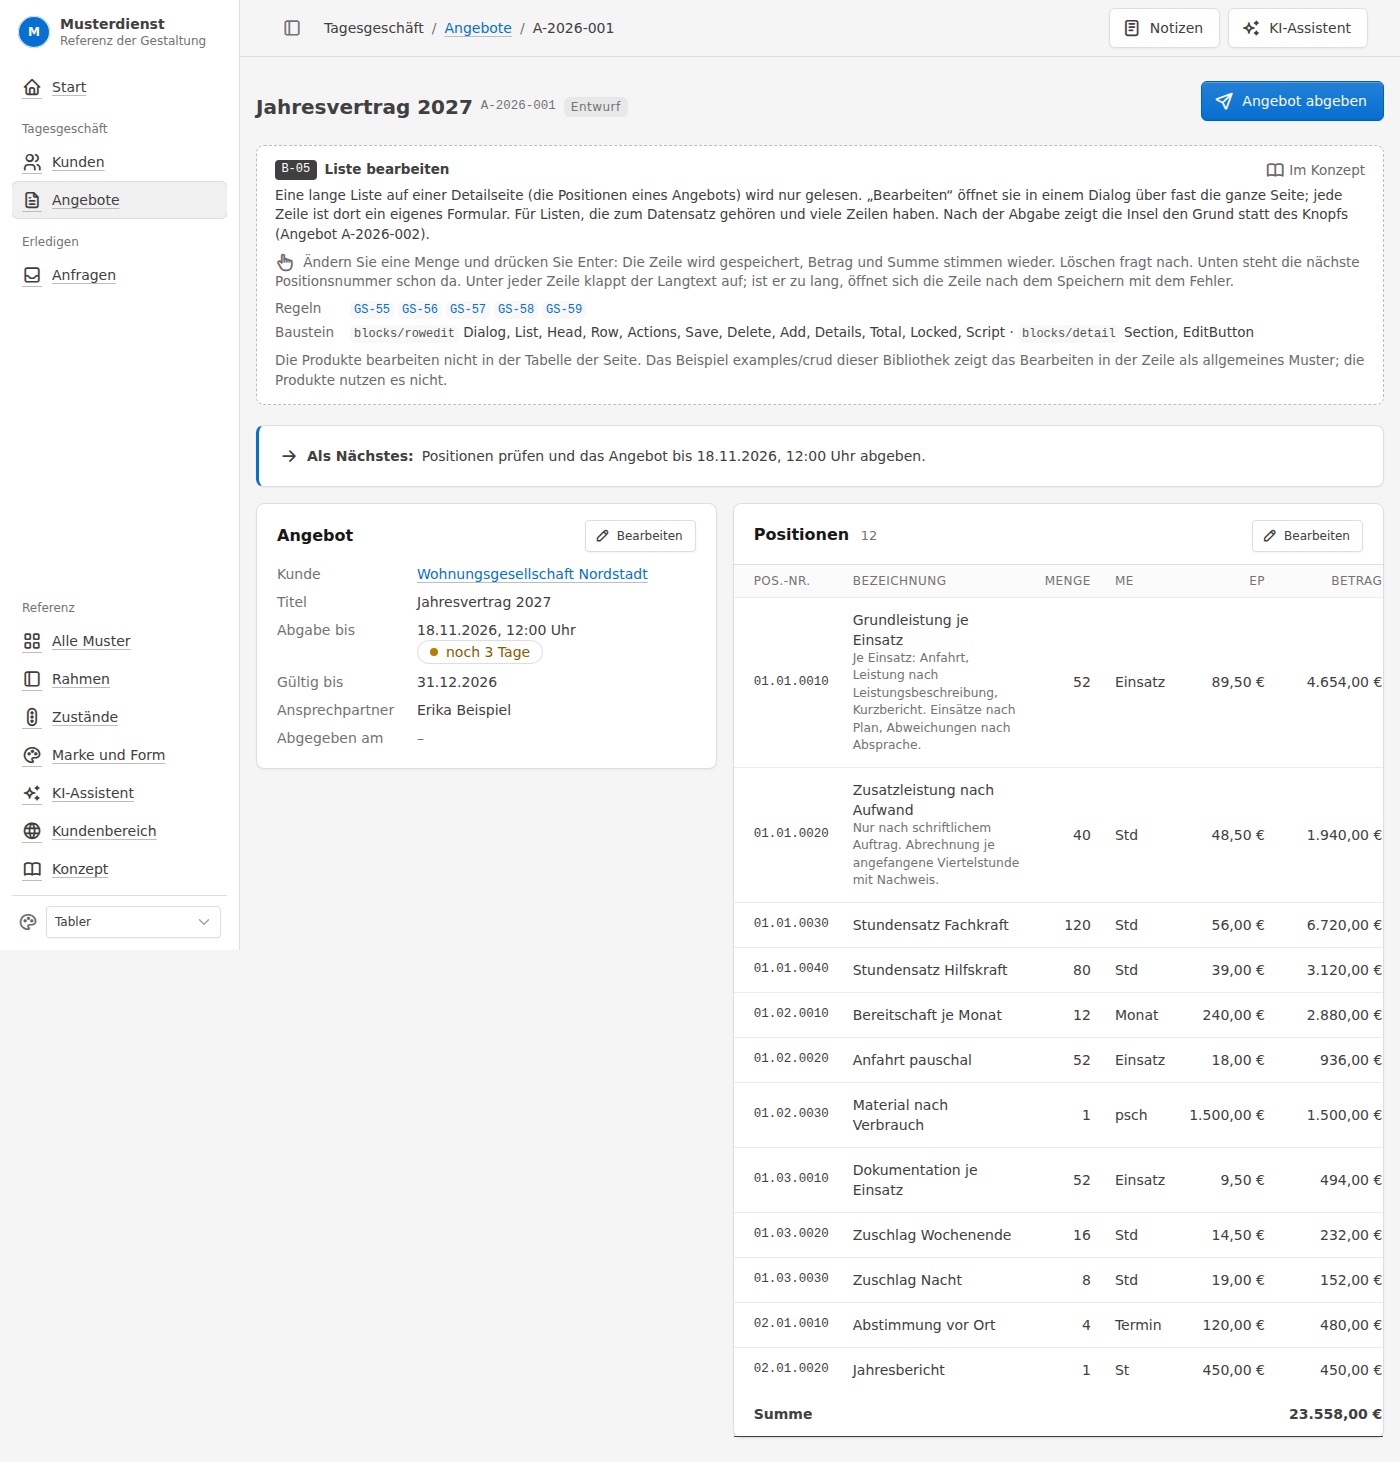 M
Musterdienst
Referenz der Gestaltung
Start
Tagesgeschäft
Kunden
Angebote
Erledigen
Anfragen
Referenz
Alle Muster
Rahmen
Zustände
Marke und Form
KI-Assistent
Kundenbereich
Konzept
Tabler
Tagesgeschäft / Angebote / A-2026-001
Notizen
KI-Assistent
Jahresvertrag 2027 A-2026-001 Entwurf
Angebot abgeben
B-05 Liste bearbeiten
Im Konzept
Eine lange Liste auf einer Detailseite (die Positionen eines Angebots) wird nur gelesen. „Bearbeiten“ öffnet sie in einem Dialog über fast die ganze Seite; jede
Zeile ist dort ein eigenes Formular. Für Listen, die zum Datensatz gehören und viele Zeilen haben. Nach der Abgabe zeigt die Insel den Grund statt des Knopfs
(Angebot A-2026-002).
Ändern Sie eine Menge und drücken Sie Enter: Die Zeile wird gespeichert, Betrag und Summe stimmen wieder. Löschen fragt nach. Unten steht die nächste
Positionsnummer schon da. Unter jeder Zeile klappt der Langtext auf; ist er zu lang, öffnet sich die Zeile nach dem Speichern mit dem Fehler.
Regeln GS-55 GS-56 GS-57 GS-58 GS-59
Baustein blocks/rowedit Dialog, List, Head, Row, Actions, Save, Delete, Add, Details, Total, Locked, Script · blocks/detail Section, EditButton
Die Produkte bearbeiten nicht in der Tabelle der Seite. Das Beispiel examples/crud dieser Bibliothek zeigt das Bearbeiten in der Zeile als allgemeines Muster; die
Produkte nutzen es nicht.
Als Nächstes: Positionen prüfen und das Angebot bis 18.11.2026, 12:00 Uhr abgeben.
Angebot
Bearbeiten
Kunde Wohnungsgesellschaft Nordstadt
Titel Jahresvertrag 2027
Abgabe bis 18.11.2026, 12:00 Uhr
noch 3 Tage
Gültig bis 31.12.2026
Ansprechpartner Erika Beispiel
Abgegeben am –
Positionen 12
Bearbeiten
POS.-NR. BEZEICHNUNG MENGE ME EP BETRAG
Grundleistung je
Einsatz
Je Einsatz: Anfahrt,
Leistung nach
Leistungsbeschreibung,
Kurzbericht. Einsätze nach
Plan, Abweichungen nach
Absprache.
01.01.0010 52 Einsatz 89,50 € 4.654,00 €
Zusatzleistung nach
Aufwand
Nur nach schriftlichem
Auftrag. Abrechnung je
angefangene Viertelstunde
mit Nachweis.
01.01.0020 40 Std 48,50 € 1.940,00 €
01.01.0030 Stundensatz Fachkraft 120 Std 56,00 € 6.720,00 €
01.01.0040 Stundensatz Hilfskraft 80 Std 39,00 € 3.120,00 €
01.02.0010 Bereitschaft je Monat 12 Monat 240,00 € 2.880,00 €
01.02.0020 Anfahrt pauschal 52 Einsatz 18,00 € 936,00 €
Material nach
Verbrauch
01.02.0030 1 psch 1.500,00 € 1.500,00 €
Dokumentation je
Einsatz
01.03.0010 52 Einsatz 9,50 € 494,00 €
01.03.0020 Zuschlag Wochenende 16 Std 14,50 € 232,00 €
01.03.0030 Zuschlag Nacht 8 Std 19,00 € 152,00 €
02.01.0010 Abstimmung vor Ort 4 Termin 120,00 € 480,00 €
02.01.0020 Jahresbericht 1 St 450,00 € 450,00 €
Summe 23.558,00 €